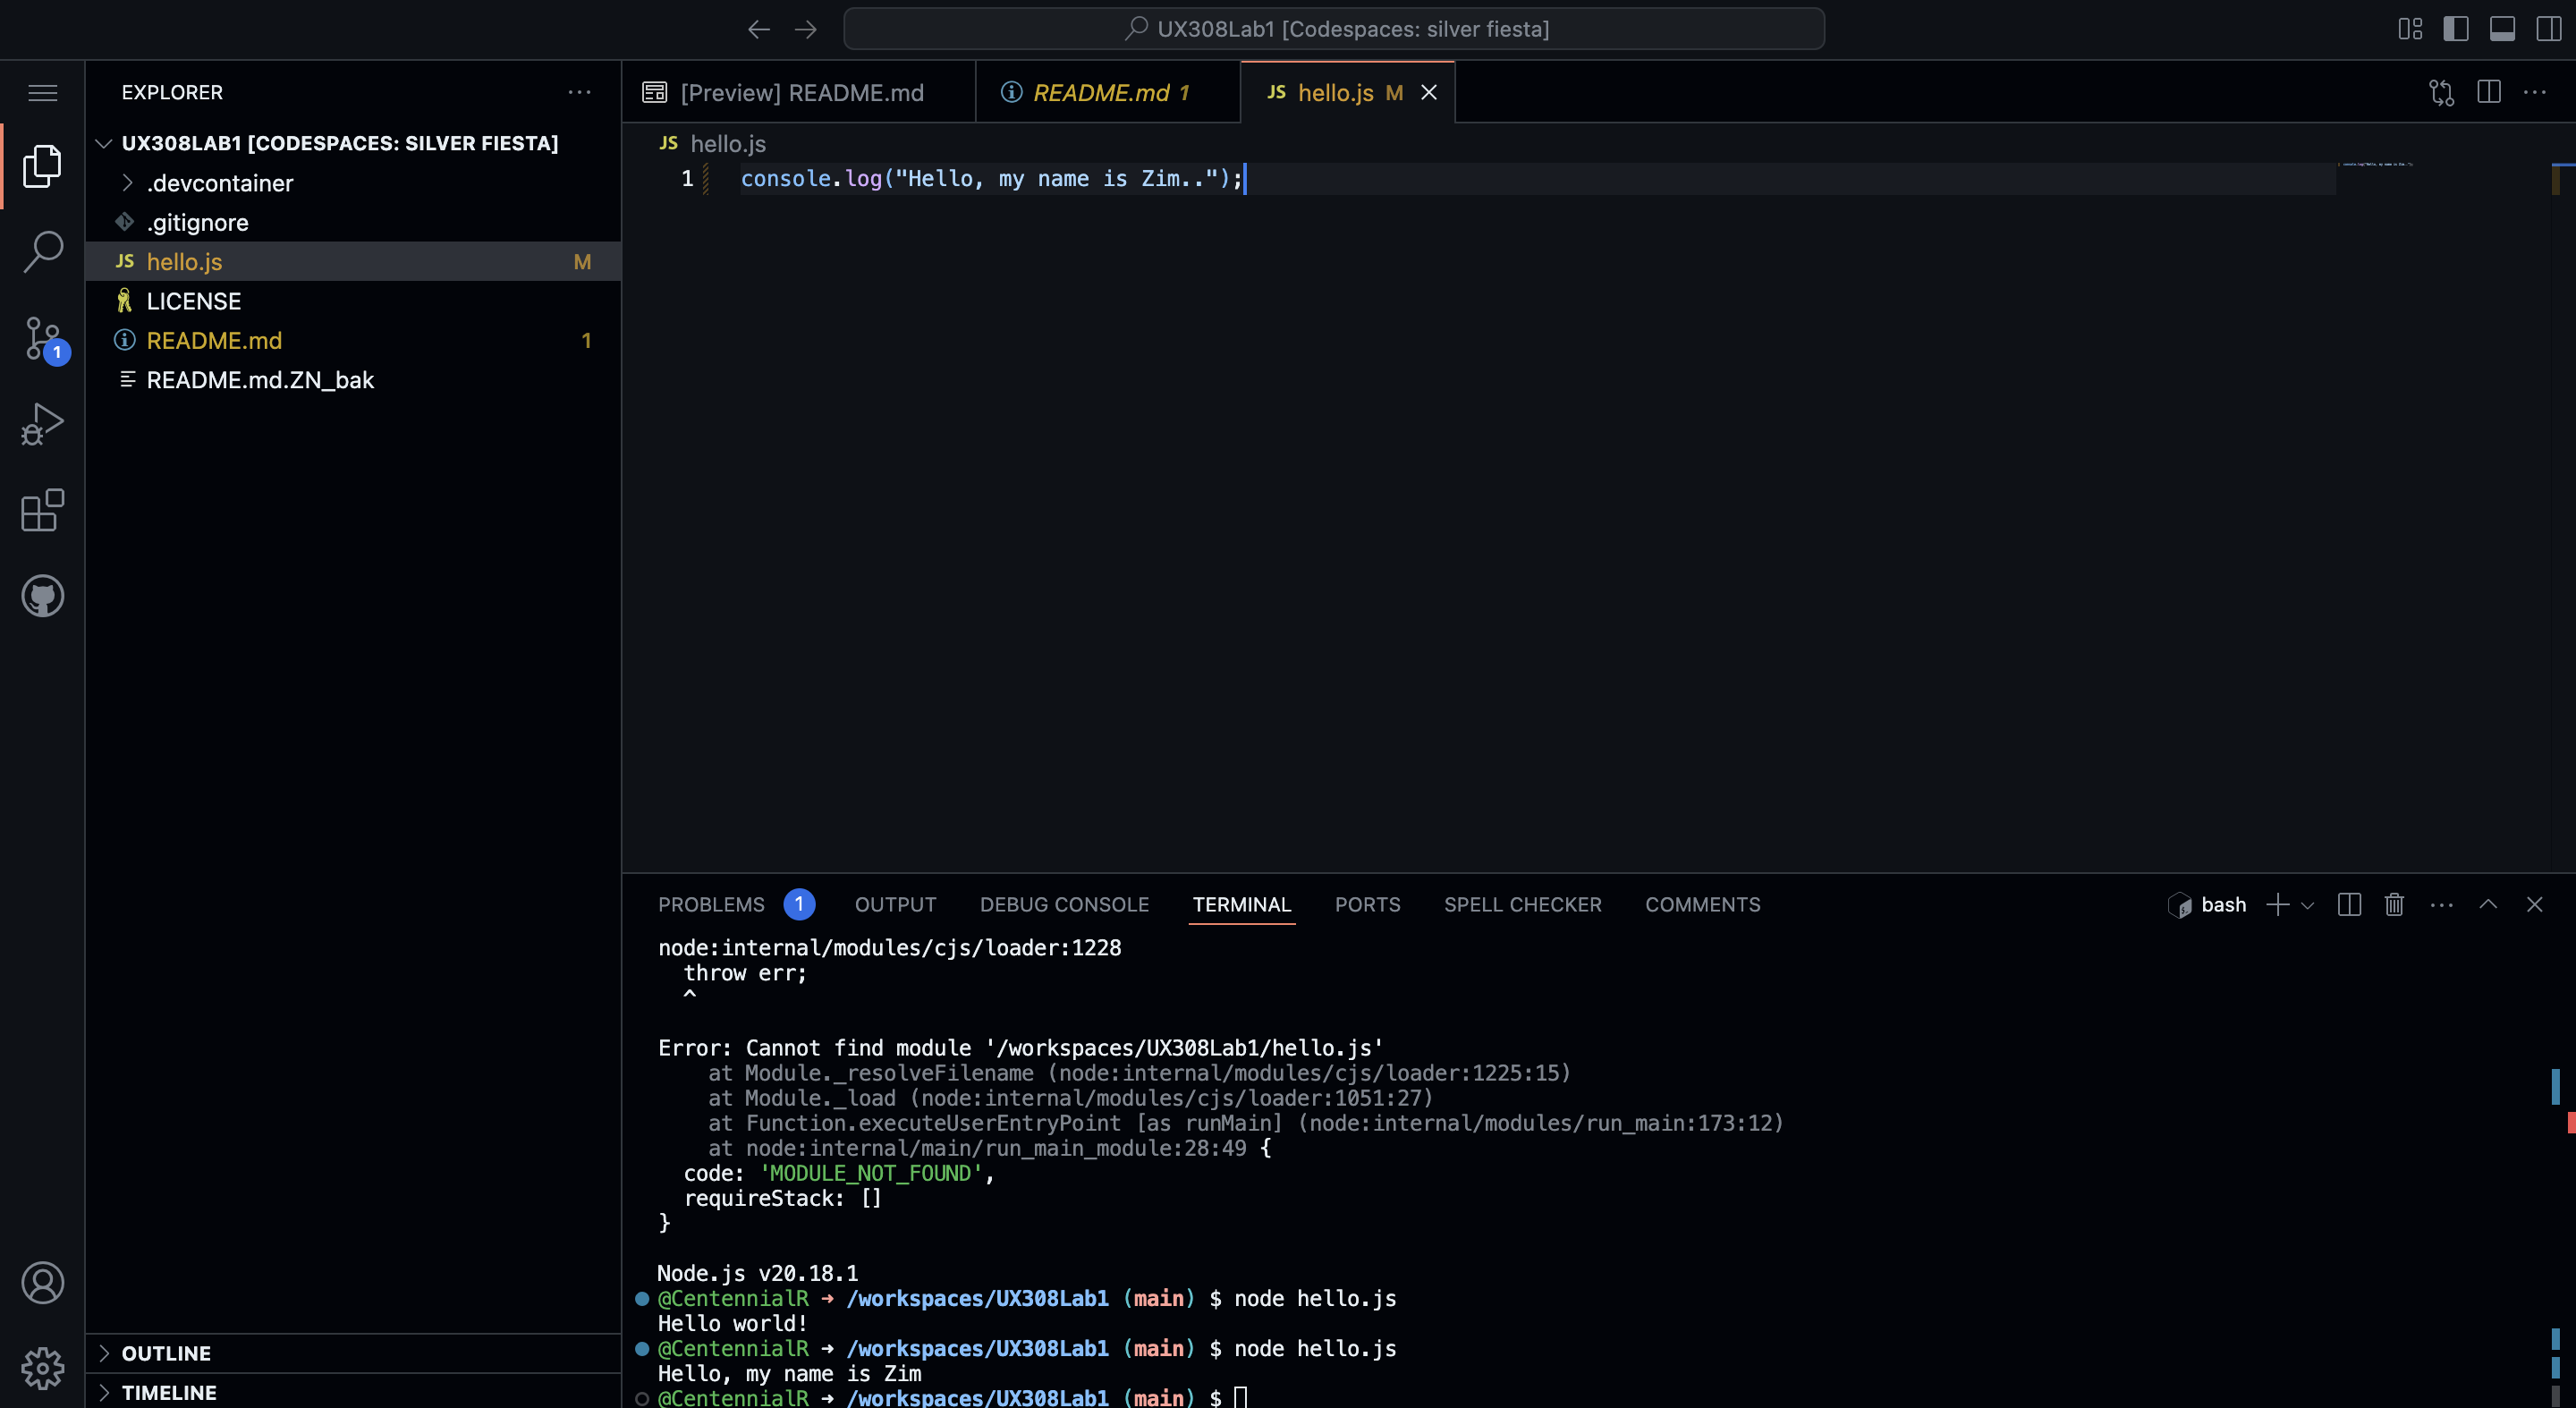 UX308Lab1 [Codespaces: silver fiesta]
EXPLORER
UX308LAB1 [CODESPACES: SILVER FIESTA]
.devcontainer
.gitignore
JS hello.js M
LICENSE
README.md 1
README.md.ZN_bak
1
OUTLINE
TIMELINE
[Preview] README.md
README.md 1
JS hello.js M
JS hello.js
1 console.log("Hello, my name is Zim..");
PROBLEMS 1 OUTPUT DEBUG CONSOLE TERMINAL PORTS SPELL CHECKER COMMENTS
bash
node:internal/modules/cjs/loader:1228
throw err;
^
Error: Cannot find module '/workspaces/UX308Lab1/hello.js'
at Module._resolveFilename (node:internal/modules/cjs/loader:1225:15)
at Module._load (node:internal/modules/cjs/loader:1051:27)
at Function.executeUserEntryPoint [as runMain] (node:internal/modules/run_main:173:12)
at node:internal/main/run_main_module:28:49 {
code: 'MODULE_NOT_FOUND',
requireStack: []
}
Node.js v20.18.1
@CentennialR ➜ /workspaces/UX308Lab1 (main) $ node hello.js
Hello world!
@CentennialR ➜ /workspaces/UX308Lab1 (main) $ node hello.js
Hello, my name is Zim
@CentennialR ➜ /workspaces/UX308Lab1 (main) $